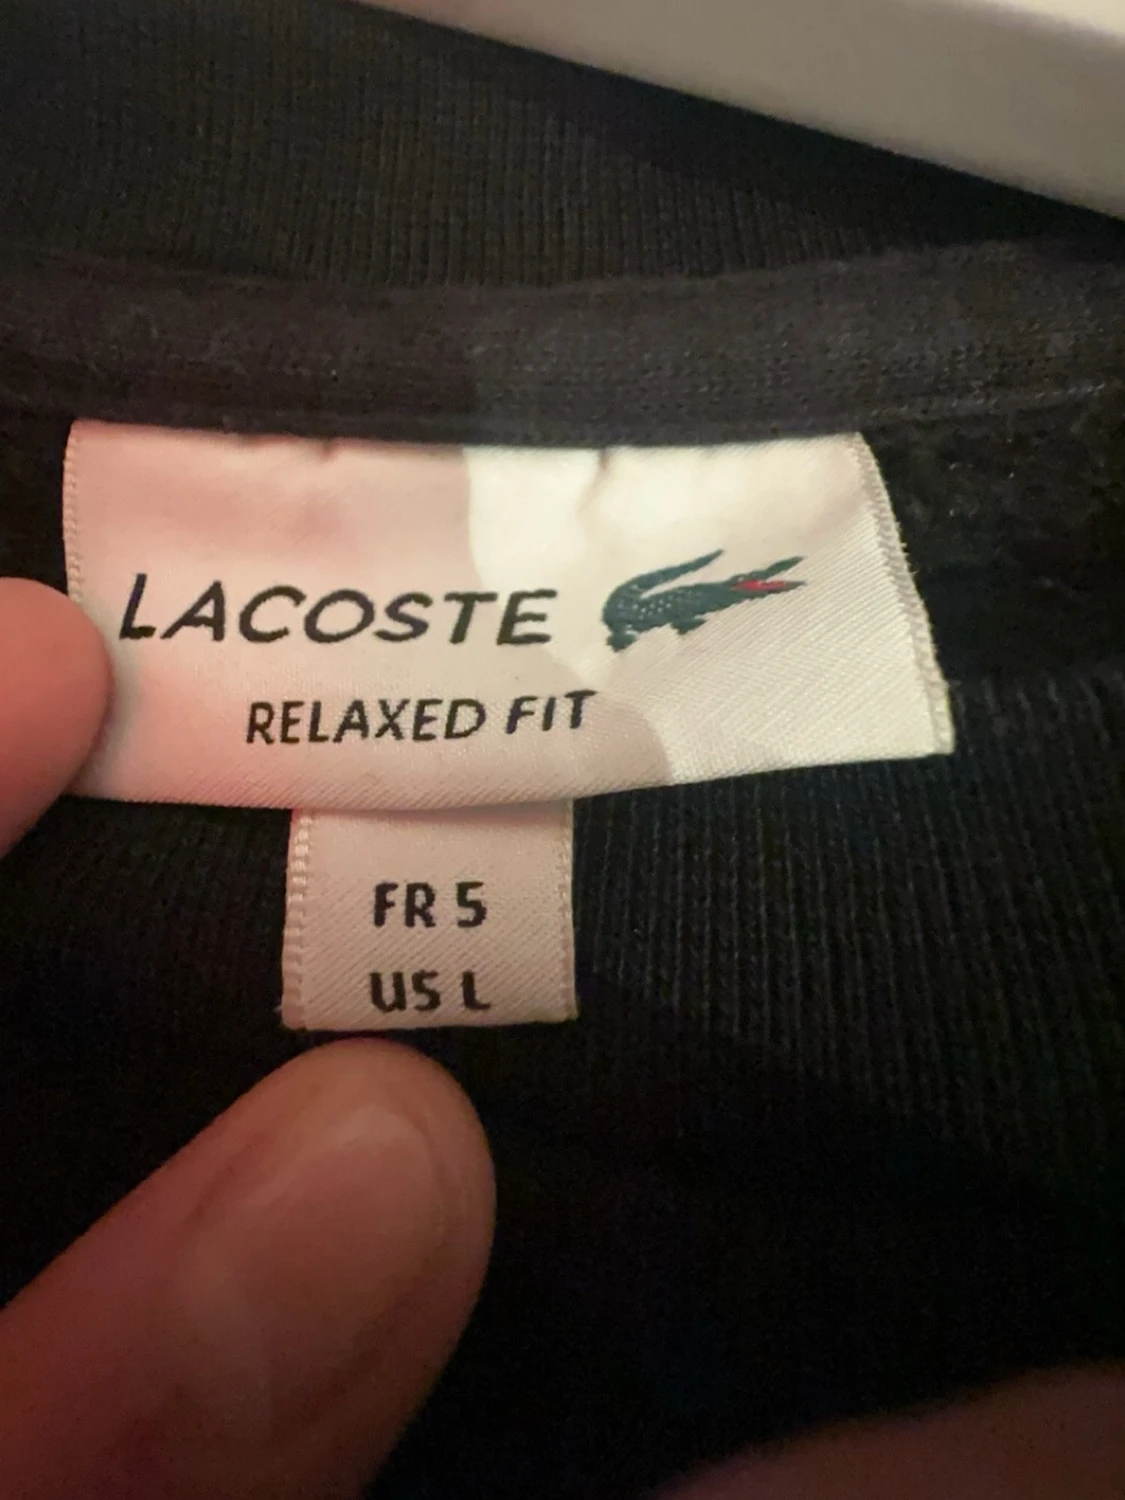 LACOSTE
RELAXED FIT
FR 5
US L